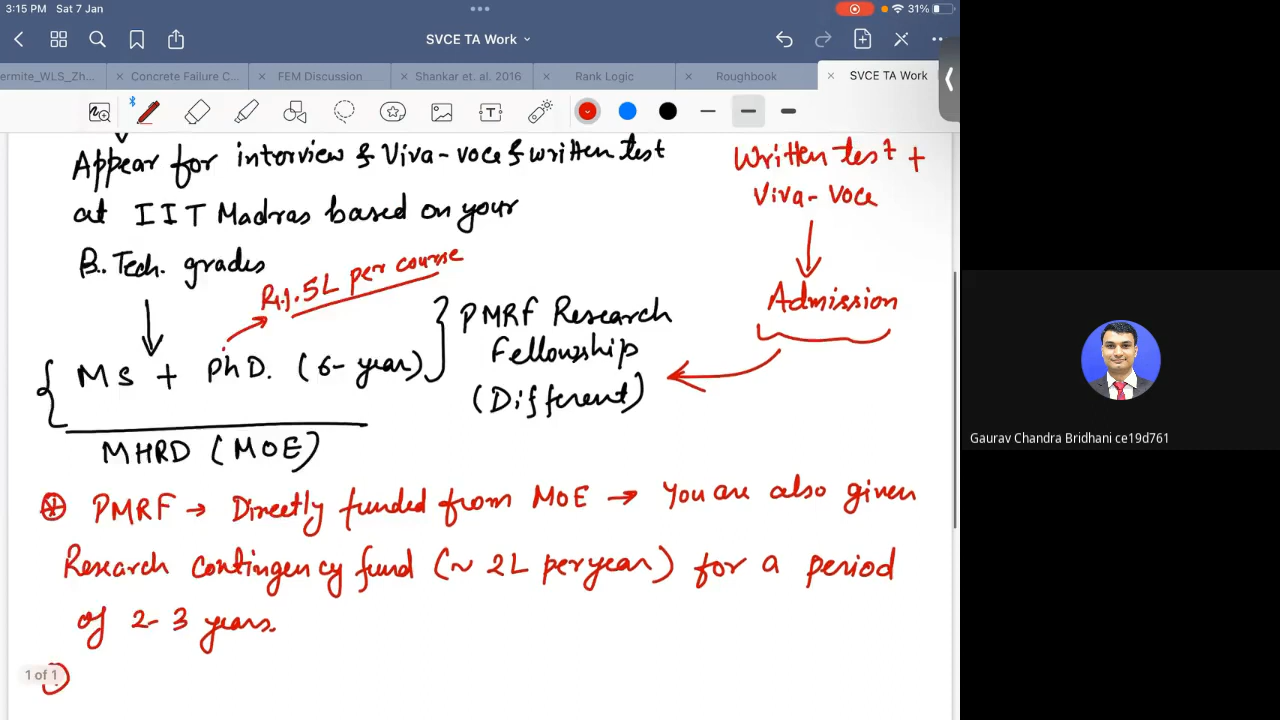 3:15 PM Sat 7 Jan
31%
SVCE TA Work
ermite_WLS_Zh...
Concrete Failure C...
FEM Discussion
Shankar et. al. 2016
Rank Logic
Roughbook
SVCE TA Work
Appear for interview & Viva-voce & written test
at IIT Madras based on your
B. Tech. grades
Written test +
Viva-voce
Admission
.5L per course
MS + PhD. (6-year)
PMRF Research
Fellowship
(Different)
MHRD (MOE)
PMRF → Directly funded from MOE → You are also given
Research contingency fund (~ 2L per year) for a period
of 2-3 years.
1 of 1
Gaurav Chandra Bridhani ce19d761